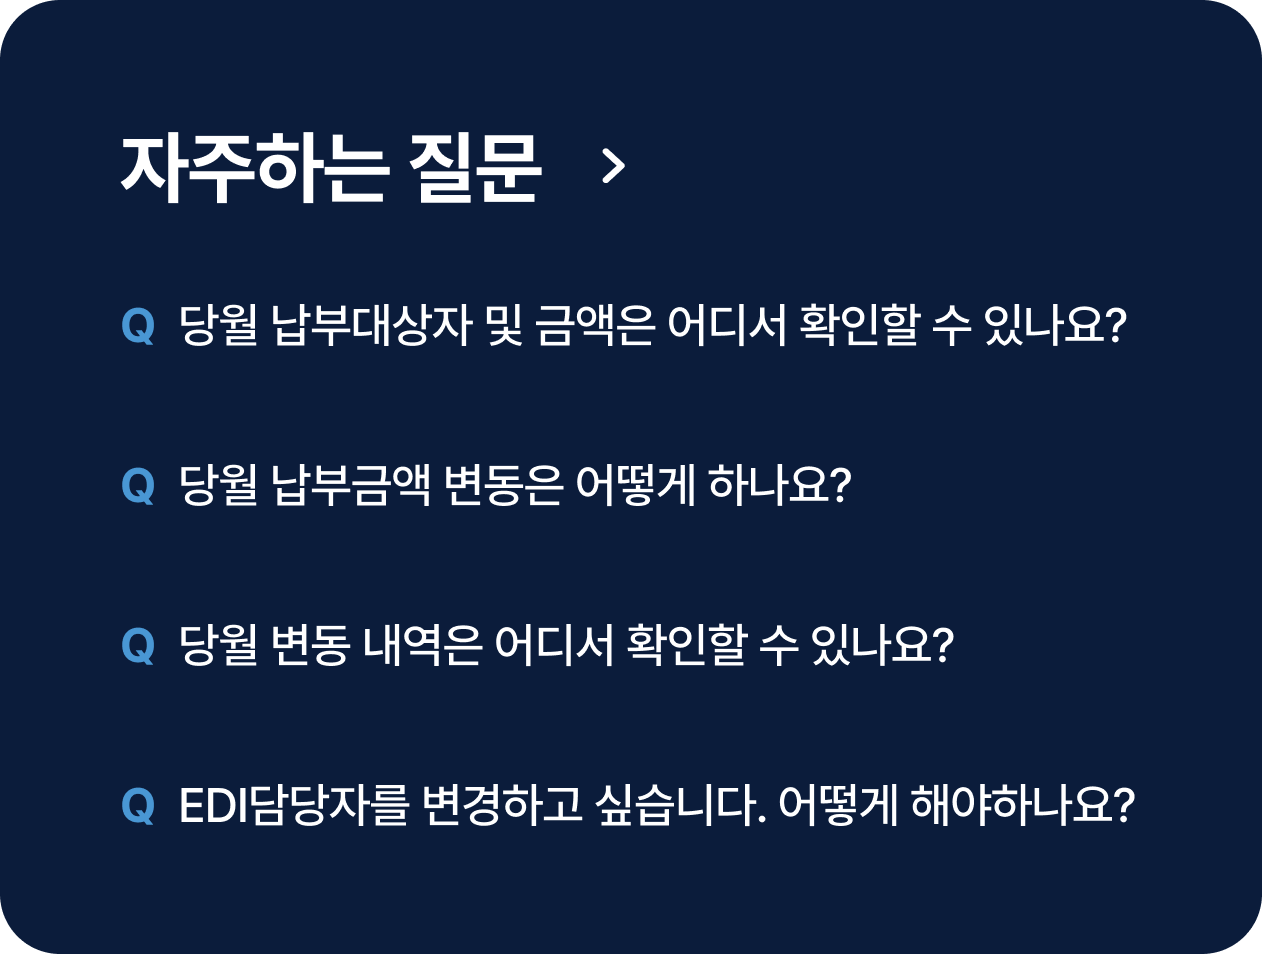 자주하는 질문 >
Q 당월 납부대상자 및 금액은 어디서 확인할 수 있나요?
Q 당월 납부금액 변동은 어떻게 하나요?
Q 당월 변동 내역은 어디서 확인할 수 있나요?
Q EDI담당자를 변경하고 싶습니다. 어떻게 해야하나요?